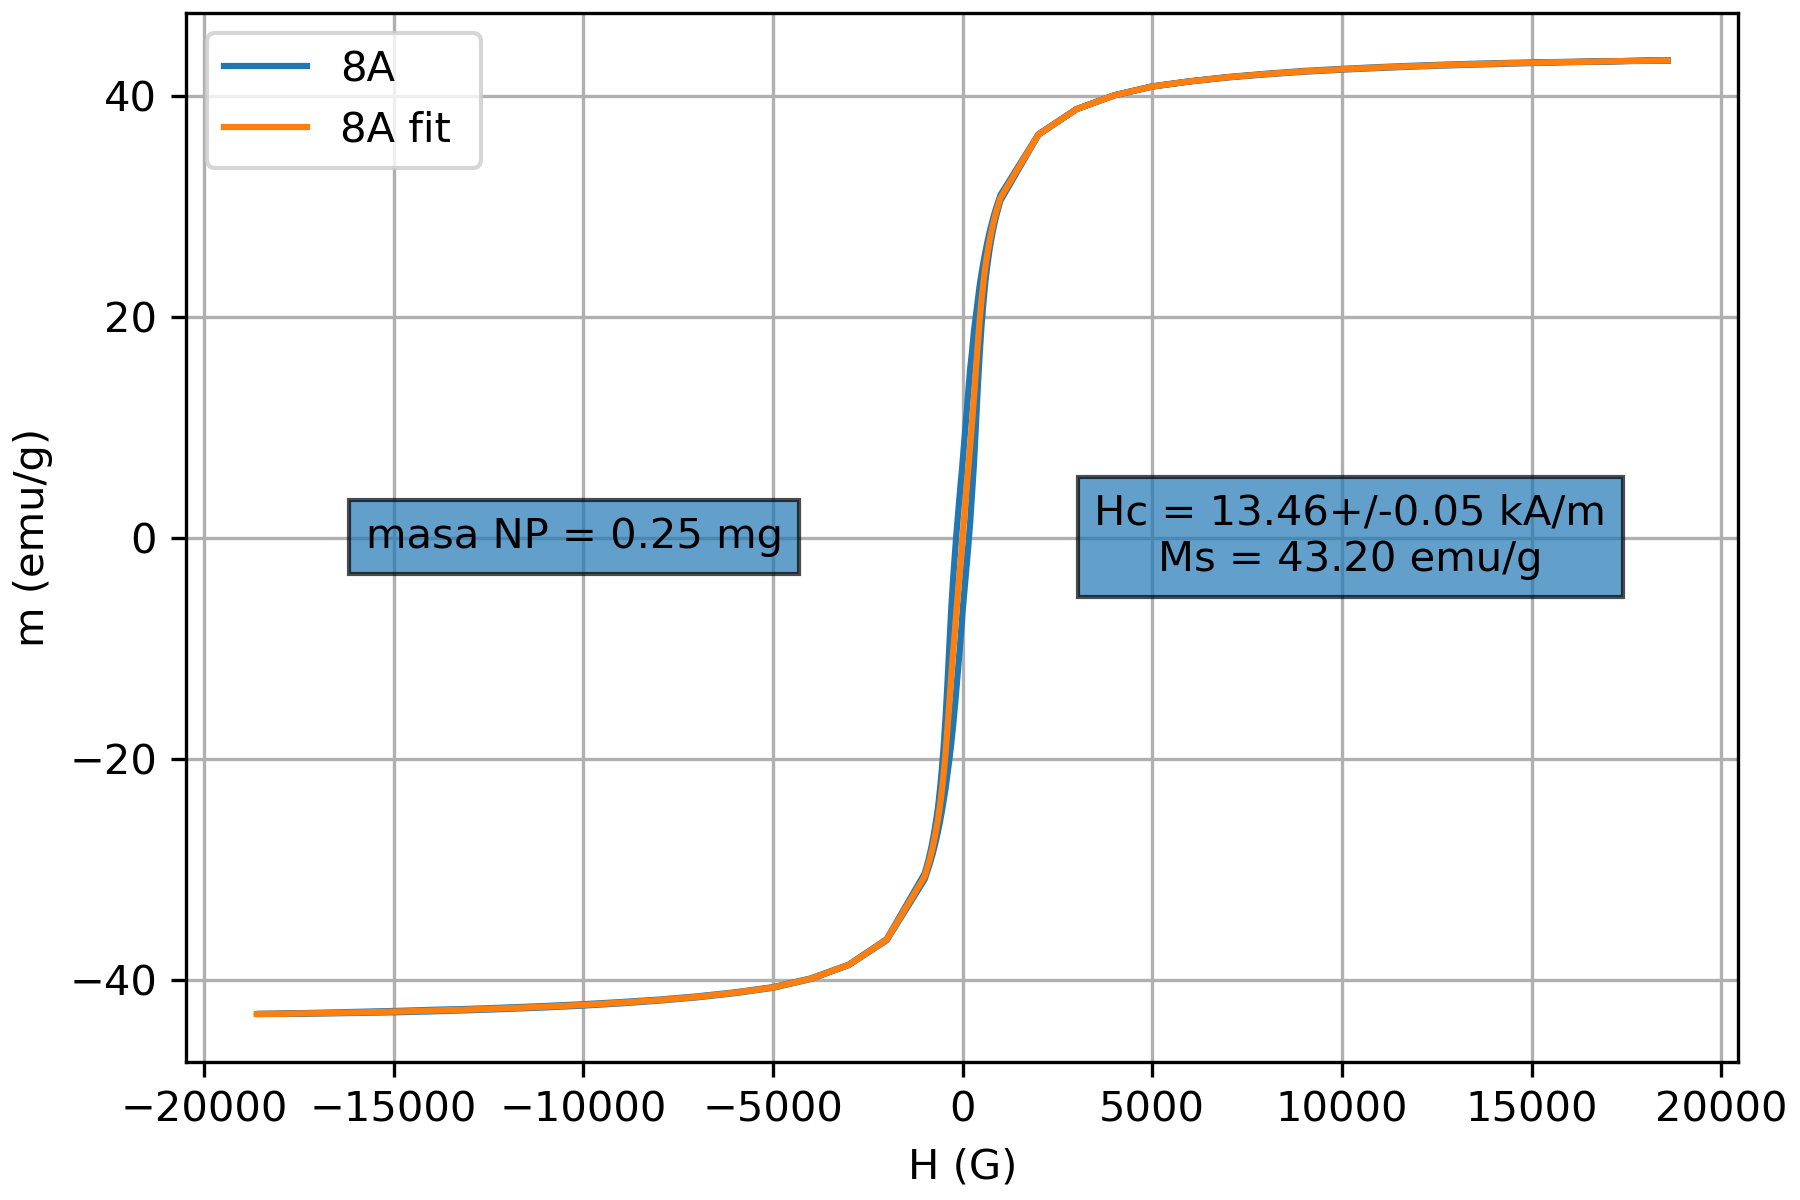 8A
8A fit
40
20
0
−20
−40
m (emu/g)
masa NP = 0.25 mg
Hc = 13.46+/-0.05 kA/m
Ms = 43.20 emu/g
−20000 −15000 −10000 −5000 0 5000 10000 15000 20000
H (G)